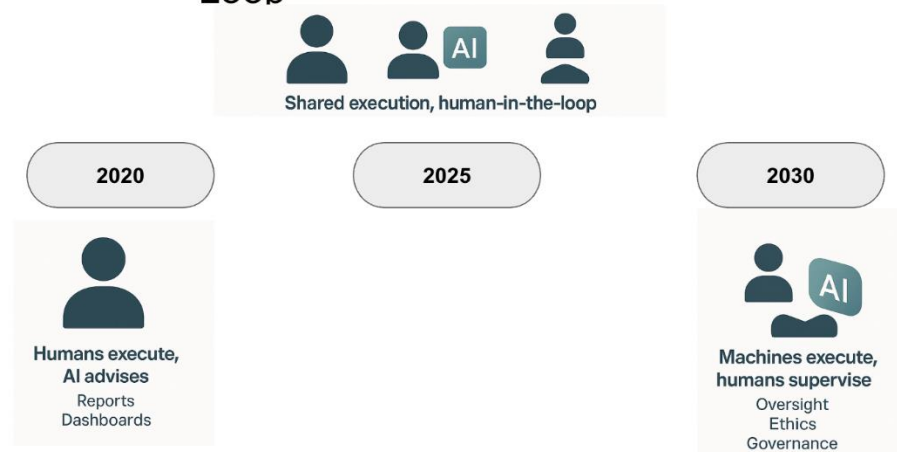 AI
Shared execution, human-in-the-loop
2020
2025
2030
Humans execute,
AI advises
Reports
Dashboards
AI
Machines execute,
humans supervise
Oversight
Ethics
Governance